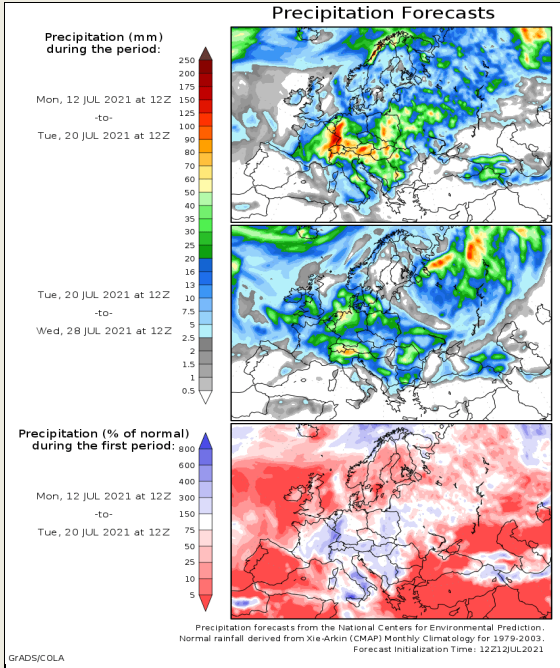 Precipitation Forecasts
Precipitation (mm)
during the period:
Mon, 12 JUL 2021 at 12Z
-to-
Tue, 20 JUL 2021 at 12Z
250
200
175
150
125
100
90
80
70
60
50
40
35
30
25
20
16
13
10
7.5
5
2.5
2
1.5
1
0.5
Tue, 20 JUL 2021 at 12Z
-to-
Wed, 28 JUL 2021 at 12Z
Precipitation (% of normal)
during the first period:
Mon, 12 JUL 2021 at 12Z
-to-
Tue, 20 JUL 2021 at 12Z
800
600
400
300
150
75
50
25
10
5
Precipitation forecasts from the National Centers for Environmental Prediction.
Normal rainfall derived from Xie-Arkin (CMAP) Monthly Climatology for 1979-2003.
Forecast Initialization Time: 12Z12JUL2021
GrADS/COLA